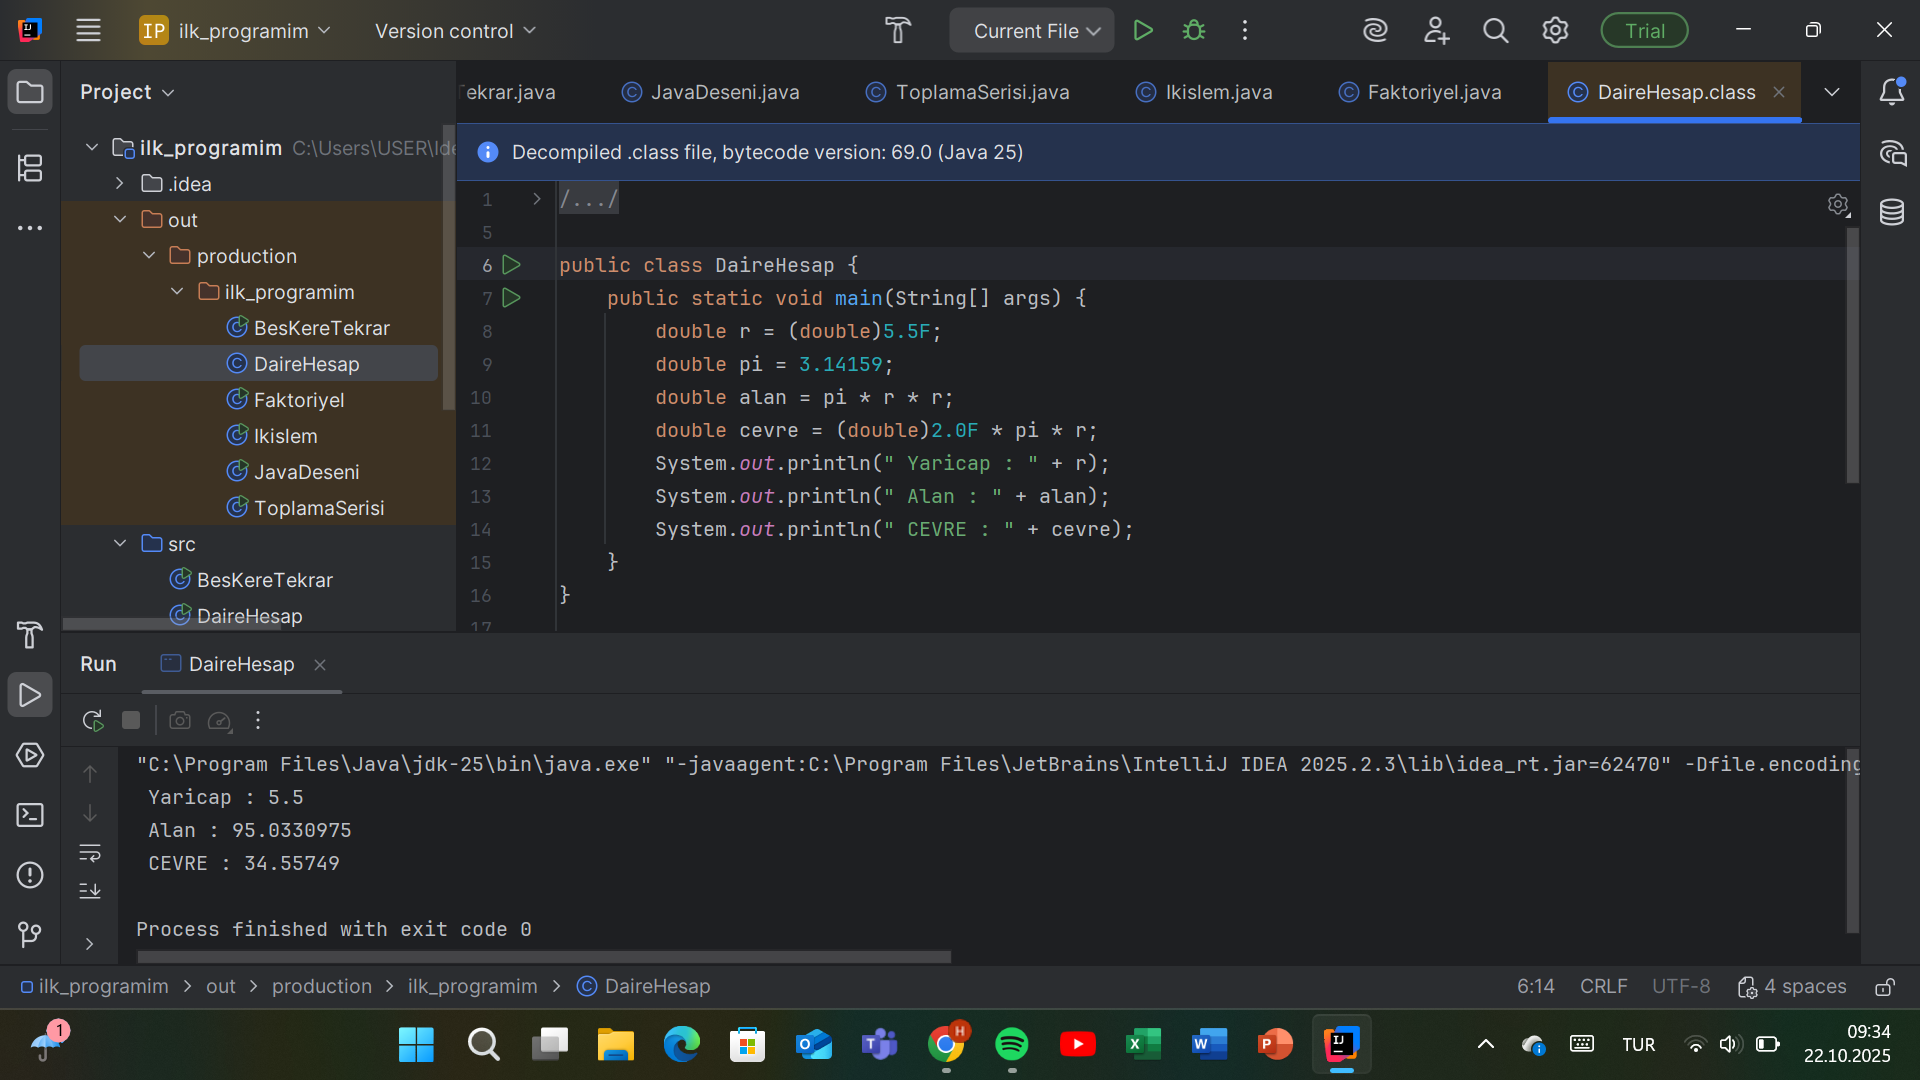 IP ilk_programim
Version control
Current File
Trial
Project
ekrar.java
JavaDeseni.java
ToplamaSerisi.java
Ikislem.java
Faktoriyel.java
DaireHesap.class
Decompiled .class file, bytecode version: 69.0 (Java 25)
ilk_programim C:\Users\USER\Ide
.idea
out
production
ilk_programim
BesKereTekrar
DaireHesap
Faktoriyel
Ikislem
JavaDeseni
ToplamaSerisi
src
BesKereTekrar
DaireHesap
1 /.../
5
6 public class DaireHesap {
7 public static void main(String[] args) {
8 double r = (double)5.5F;
9 double pi = 3.14159;
10 double alan = pi * r * r;
11 double cevre = (double)2.0F * pi * r;
12 System.out.println(" Yaricap : " + r);
13 System.out.println(" Alan : " + alan);
14 System.out.println(" CEVRE : " + cevre);
15 }
16 }
17
Run
DaireHesap
"C:\Program Files\Java\jdk-25\bin\java.exe" "-javaagent:C:\Program Files\JetBrains\IntelliJ IDEA 2025.2.3\lib\idea_rt.jar=62470" -Dfile.encoding
Yaricap : 5.5
Alan : 95.0330975
CEVRE : 34.55749
Process finished with exit code 0
ilk_programim > out > production > ilk_programim > DaireHesap
6:14
CRLF
UTF-8
4 spaces
1
H
TUR
09:34
22.10.2025